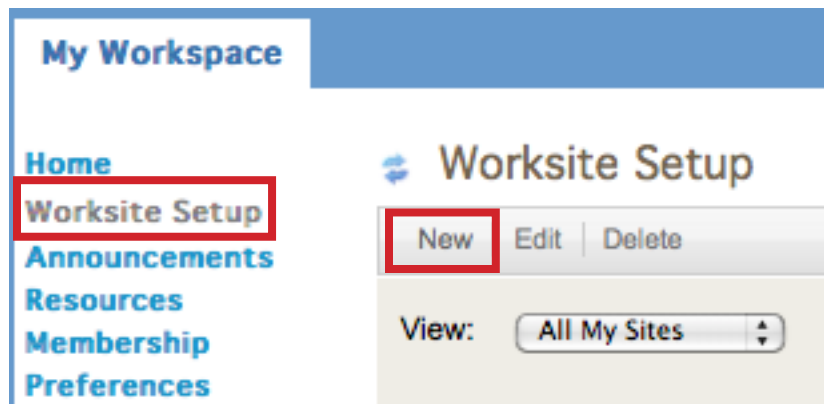 My Workspace
Home
Worksite Setup
Announcements
Resources
Membership
Preferences
Worksite Setup
New Edit Delete
View: All My Sites